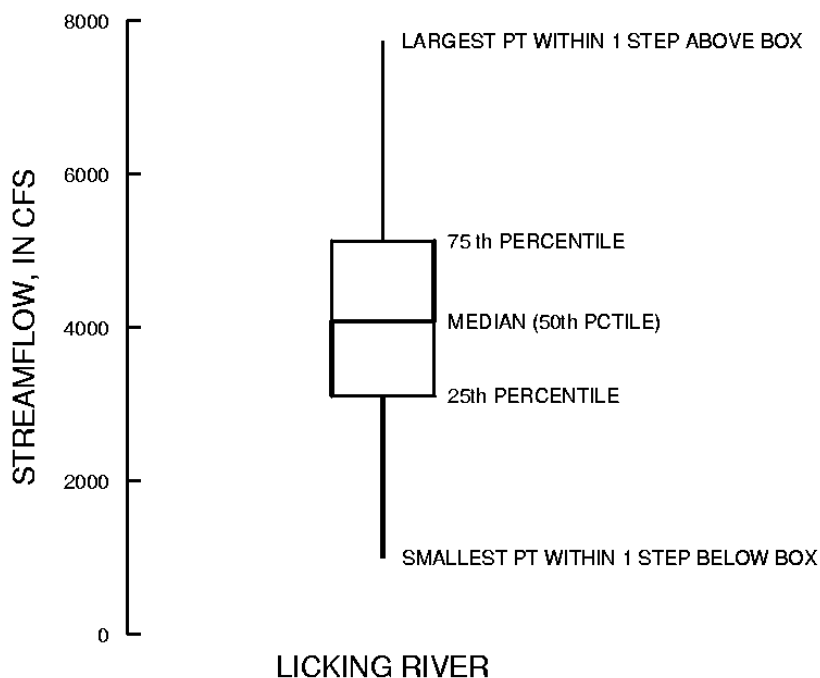 8000
LARGEST PT WITHIN 1 STEP ABOVE BOX
6000
75 th PERCENTILE
4000
MEDIAN (50th PCTILE)
25th PERCENTILE
2000
SMALLEST PT WITHIN 1 STEP BELOW BOX
0
STREAMFLOW, IN CFS
LICKING RIVER